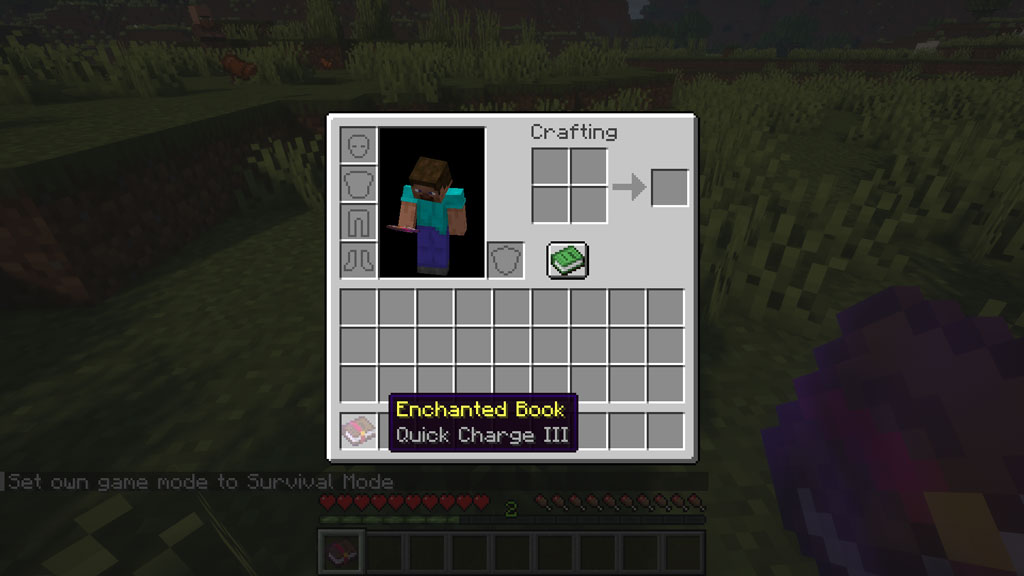 Crafting
Enchanted Book
Quick Charge III
Set own game mode to Survival Mode
2